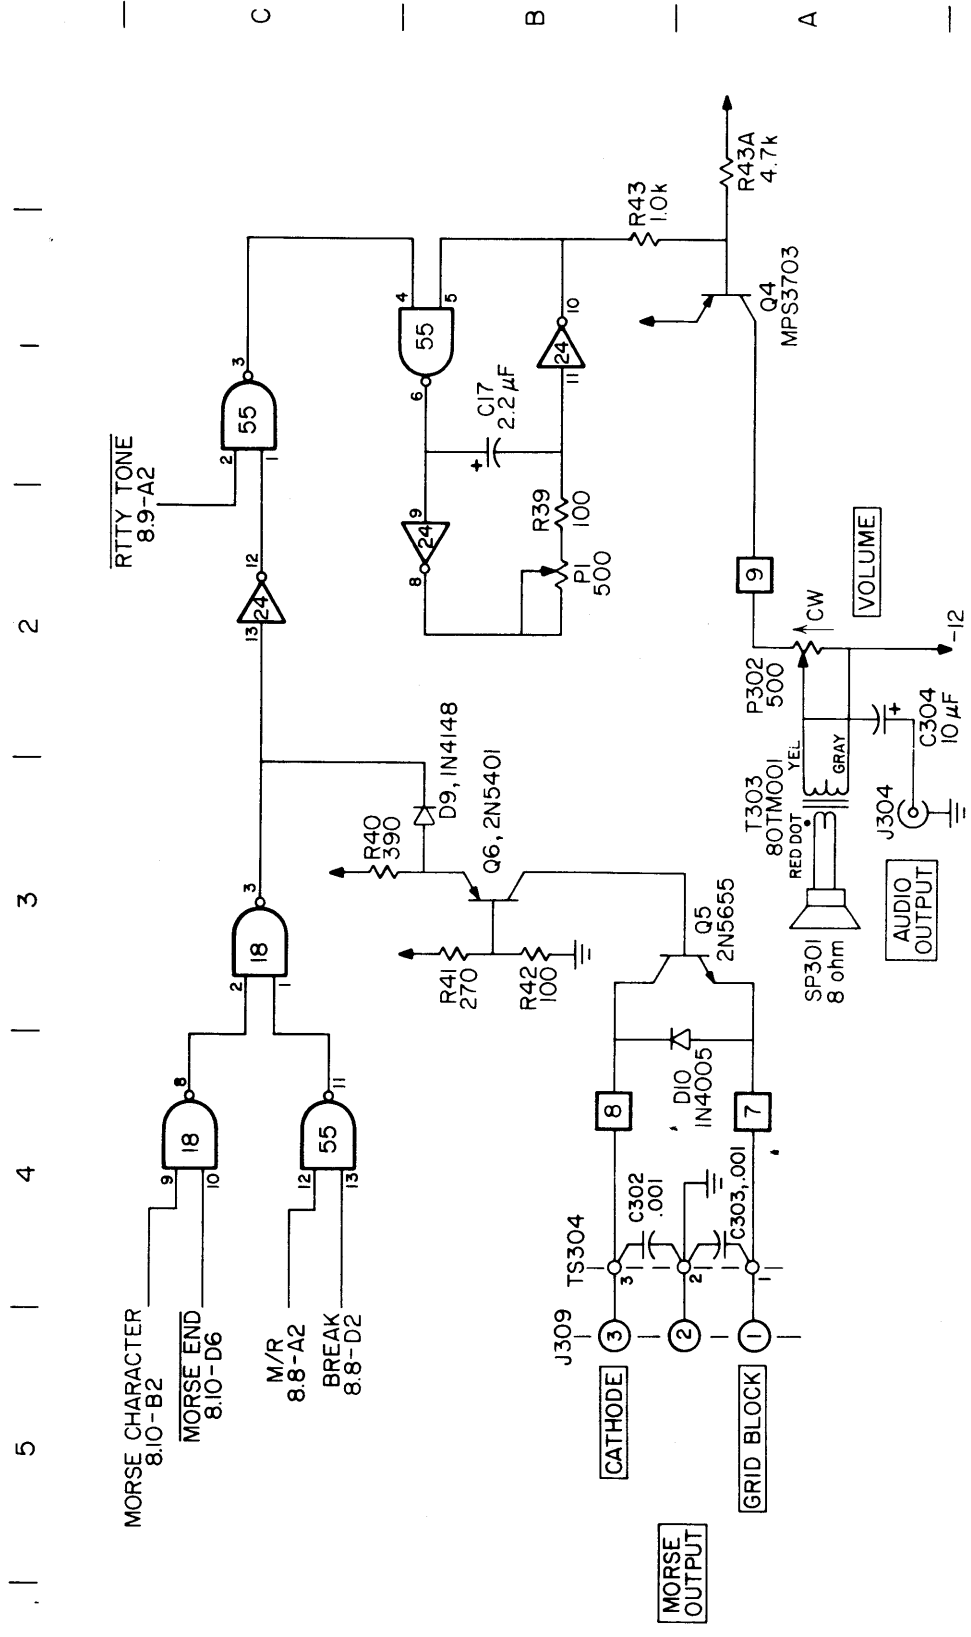 C
B
A
1
2
3
4
5
RTTY TONE
8.9-A2
2
1
55
3
12
24
13
3
18
2
1
8
18
9
10
11
55
12
13
MORSE CHARACTER
8.10-B2
MORSE END
8.10-D6
M/R
8.8-A2
BREAK
8.8-D2
4
5
55
6
C17
2.2 µF
+
9
24
8
10
24
11
R39
100
P1
500
R43
1.0k
R43A
4.7k
Q4
MPS3703
9
VOLUME
CW
P302
500
-12
YEL
GRAY
T303
80TM001
RED DOT
C304
10 µF
+
J304
AUDIO
OUTPUT
SP301
8 ohm
D9, 1N4148
R40
390
Q6, 2N5401
R41
270
R42
100
Q5
2N5655
D10
1N4005
8
7
C302
.001
C303, .001
TS304
3
2
1
J309
3
2
1
CATHODE
GRID BLOCK
MORSE
OUTPUT